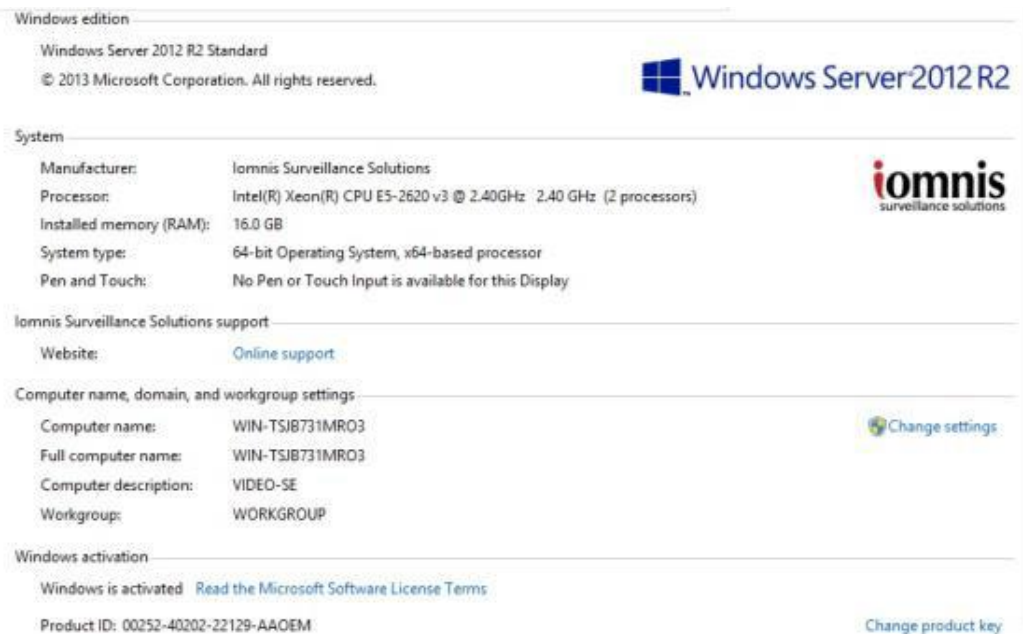 Windows edition
Windows Server 2012 R2 Standard
© 2013 Microsoft Corporation. All rights reserved.
Windows Server 2012 R2
System
Manufacturer: Iomnis Surveillance Solutions
Processor: Intel(R) Xeon(R) CPU E5-2620 v3 @ 2.40GHz 2.40 GHz (2 processors)
Installed memory (RAM): 16.0 GB
System type: 64-bit Operating System, x64-based processor
Pen and Touch: No Pen or Touch Input is available for this Display
iomnis
surveillance solutions
Iomnis Surveillance Solutions support
Website: Online support
Computer name, domain, and workgroup settings
Computer name: WIN-TSJB731MRO3
Change settings
Full computer name: WIN-TSJB731MRO3
Computer description: VIDEO-SE
Workgroup: WORKGROUP
Windows activation
Windows is activated Read the Microsoft Software License Terms
Product ID: 00252-40202-22129-AAOEM
Change product key